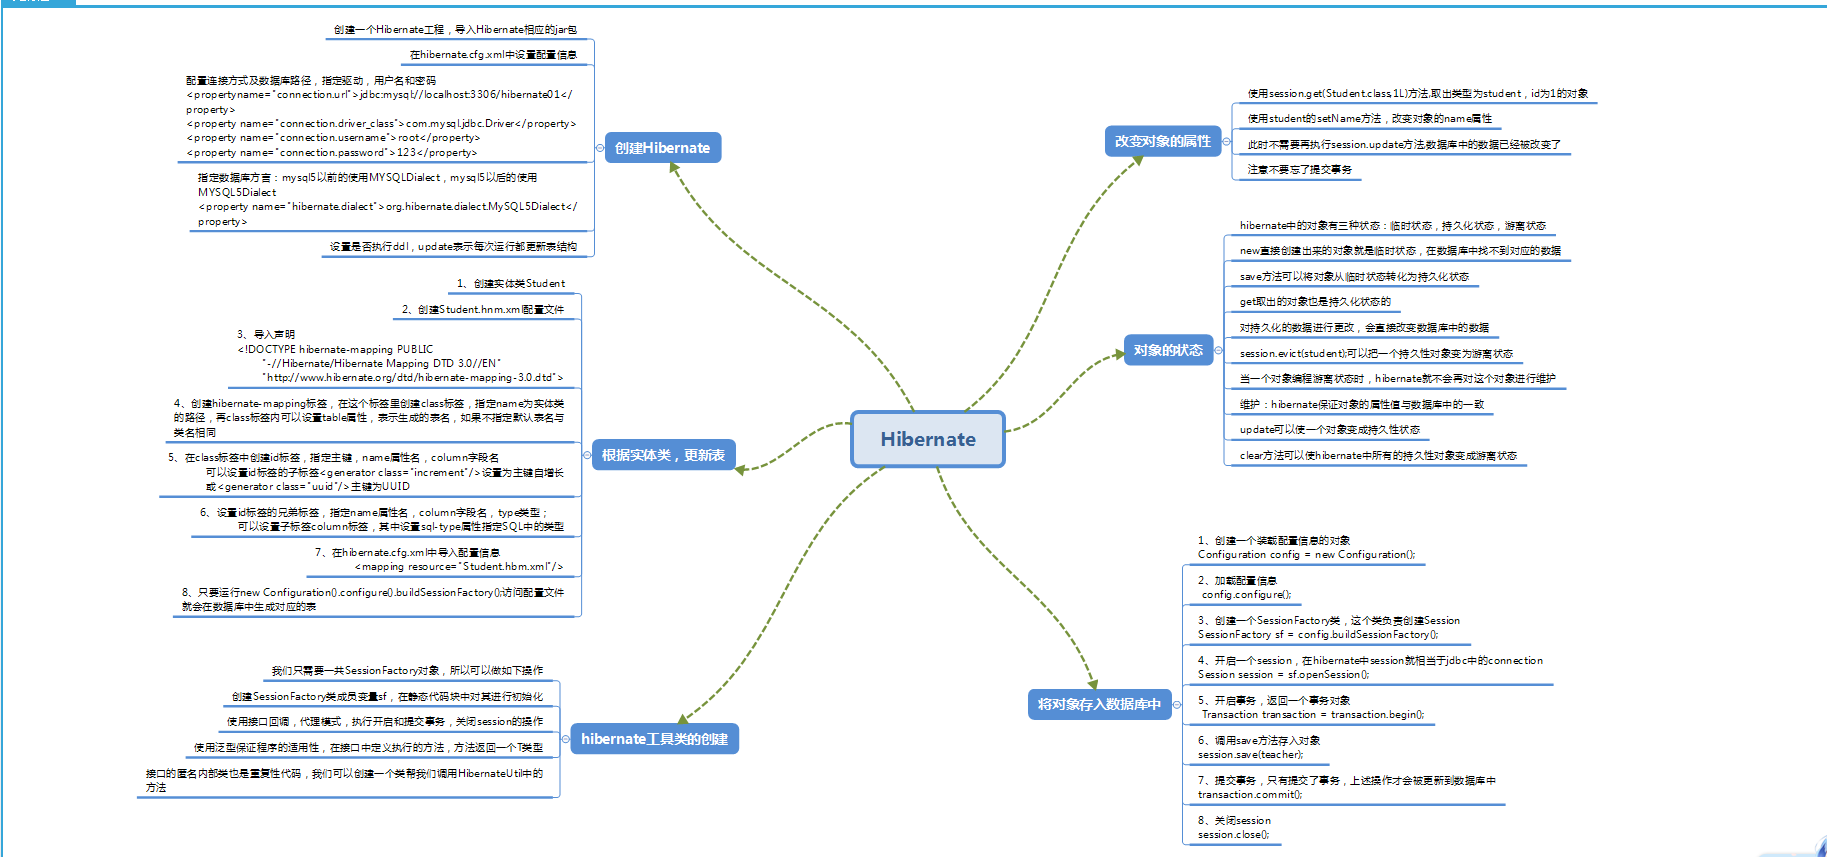 创建一个Hibernate工程，导入Hibernate相应的jar包
在hibernate.cfg.xml中设置配置信息
配置连接方式及数据库路径，指定驱动，用户名和密码
<propertyname="connection.url">jdbc:mysql://localhost:3306/hibernate01</
property>
<property name="connection.driver_class">com.mysql.jdbc.Driver</property>
<property name="connection.username">root</property>
<property name="connection.password">123</property>
指定数据库方言：mysql5以前的使用MYSQLDialect，mysql5以后的使用
MYSQL5Dialect
<property name="hibernate.dialect">org.hibernate.dialect.MySQL5Dialect</
property>
设置是否执行ddl，update表示每次运行都更新表结构
创建Hibernate
1、创建实体类Student
2、创建Student.hnm.xml配置文件
3、导入声明
<!DOCTYPE hibernate-mapping PUBLIC
"-//Hibernate/Hibernate Mapping DTD 3.0//EN"
"http://www.hibernate.org/dtd/hibernate-mapping-3.0.dtd">
4、创建hibernate-mapping标签，在这个标签里创建class标签，指定name为实体类
的路径，再class标签内可以设置table属性，表示生成的表名，如果不指定默认表名与
类名相同
5、在class标签中创建id标签，指定主键，name属性名，column字段名
可以设置id标签的子标签<generator class="increment"/>设置为主键自增长
或<generator class="uuid"/>主键为UUID
6、设置id标签的兄弟标签，指定name属性名，column字段名，type类型；
可以设置子标签column标签，其中设置sql-type属性指定SQL中的类型
7、在hibernate.cfg.xml中导入配置信息
<mapping resource="Student.hbm.xml"/>
8、只要运行new Configuration().configure().buildSessionFactory();访问配置文件
就会在数据库中生成对应的表
根据实体类，更新表
我们只需要一共SessionFactory对象，所以可以做如下操作
创建SessionFactory类成员变量sf，在静态代码块中对其进行初始化
使用接口回调，代理模式，执行开启和提交事务，关闭session的操作
使用泛型保证程序的适用性，在接口中定义执行的方法，方法返回一个T类型
接口的匿名内部类也是重复性代码，我们可以创建一个类帮我们调用HibernateUtil中的
方法
hibernate工具类的创建
Hibernate
改变对象的属性
使用session.get(Student.class,1L)方法,取出类型为student，id为1的对象
使用student的setName方法，改变对象的name属性
此时不需要再执行session.update方法,数据库中的数据已经被改变了
注意不要忘了提交事务
对象的状态
hibernate中的对象有三种状态：临时状态，持久化状态，游离状态
new直接创建出来的对象就是临时状态，在数据库中找不到对应的数据
save方法可以将对象从临时状态转化为持久化状态
get取出的对象也是持久化状态的
对持久化的数据进行更改，会直接改变数据库中的数据
session.evict(student);可以把一个持久性对象变为游离状态
当一个对象编程游离状态时，hibernate就不会再对这个对象进行维护
维护：hibernate保证对象的属性值与数据库中的一致
update可以使一个对象变成持久性状态
clear方法可以使hibernate中所有的持久性对象变成游离状态
将对象存入数据库中
1、创建一个装载配置信息的对象
Configuration config = new Configuration();
2、加载配置信息
config.configure();
3、创建一个SessionFactory类，这个类负责创建Session
SessionFactory sf = config.buildSessionFactory();
4、开启一个session，在hibernate中session就相当于jdbc中的connection
Session session = sf.openSession();
5、开启事务，返回一个事务对象
Transaction transaction = transaction.begin();
6、调用save方法存入对象
session.save(teacher);
7、提交事务，只有提交了事务，上述操作才会被更新到数据库中
transaction.commit();
8、关闭session
session.close();